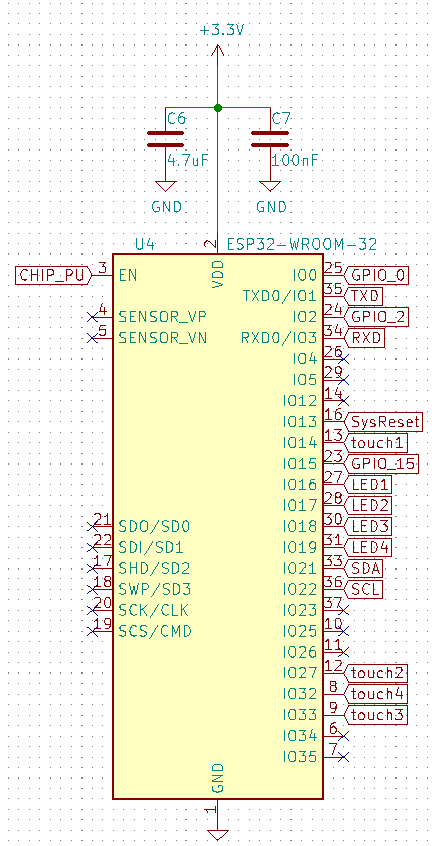 +3.3V
C6
C7
4.7uF
100nF
GND
GND
U4
ESP32-WROOM-32
2
VDD
CHIP_PU 3 EN
IO0 25 GPIO_0
TXD0/IO1 35 TXD
4 SENSOR_VP
IO2 24 GPIO_2
5 SENSOR_VN
RXD0/IO3 34 RXD
IO4 26
IO5 29
IO12 14
IO13 16 SysReset
IO14 13 touch1
IO15 23 GPIO_15
IO16 27 LED1
IO17 28 LED2
21 SDO/SD0
IO18 30 LED3
22 SDI/SD1
IO19 31 LED4
17 SHD/SD2
IO21 33 SDA
18 SWP/SD3
IO22 36 SCL
20 SCK/CLK
IO23 37
19 SCS/CMD
IO25 10
IO26 11
IO27 12 touch2
IO32 8 touch4
IO33 9 touch3
IO34 6
IO35 7
GND
1